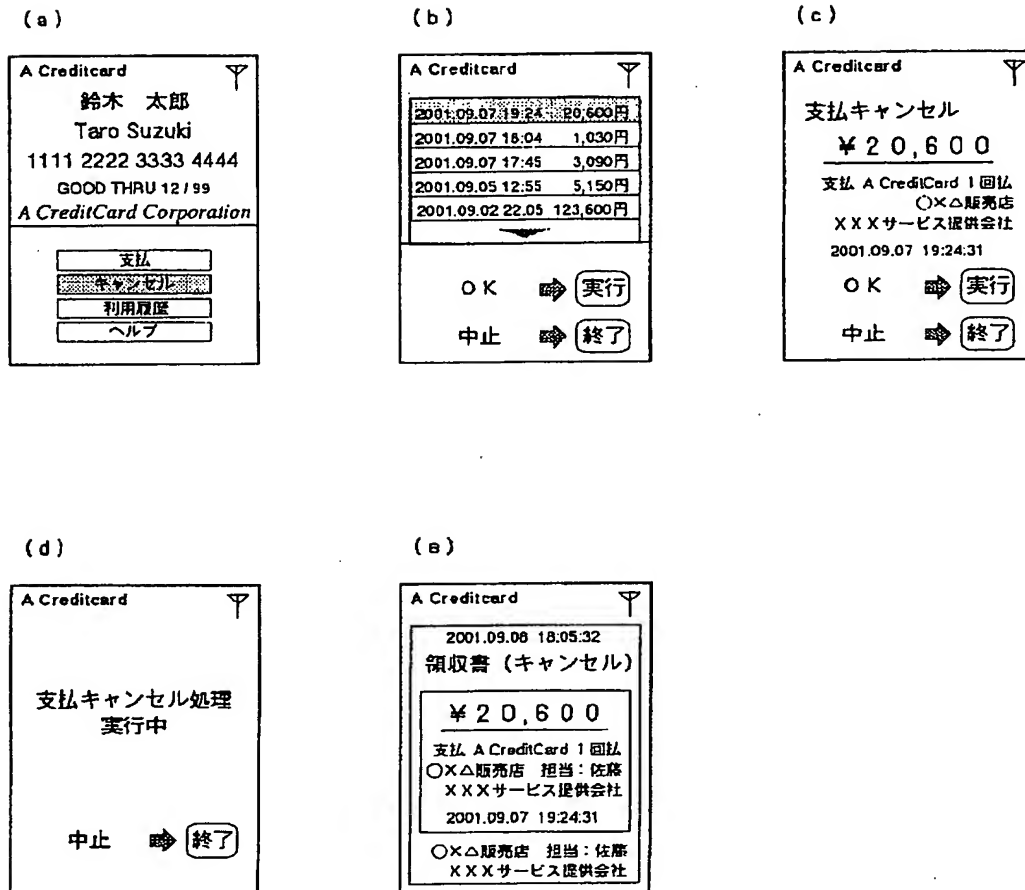 (a)
A Creditcard
鈴木 太郎
Taro Suzuki
1111 2222 3333 4444
GOOD THRU 12/99
A CreditCard Corporation
支払
キャンセル
利用履歴
ヘルプ
(b)
A Creditcard
2001.09.07 19:24 20,600円
2001.09.07 18:04 1,030円
2001.09.07 17:45 3,090円
2001.09.05 12:55 5,150円
2001.09.02 22.05 123,600円
OK 実行
中止 終了
(c)
A Creditcard
支払キャンセル
¥20,600
支払 A CreditCard 1回払
○×△販売店
XXXサービス提供会社
2001.09.07 19:24:31
OK 実行
中止 終了
(d)
A Creditcard
支払キャンセル処理
実行中
中止 終了
(e)
A Creditcard
2001.09.08 18:05:32
領収書(キャンセル)
¥20,600
支払 A CreditCard 1回払
○×△販売店 担当:佐藤
XXXサービス提供会社
2001.09.07 19:24:31
○×△販売店 担当:佐藤
XXXサービス提供会社